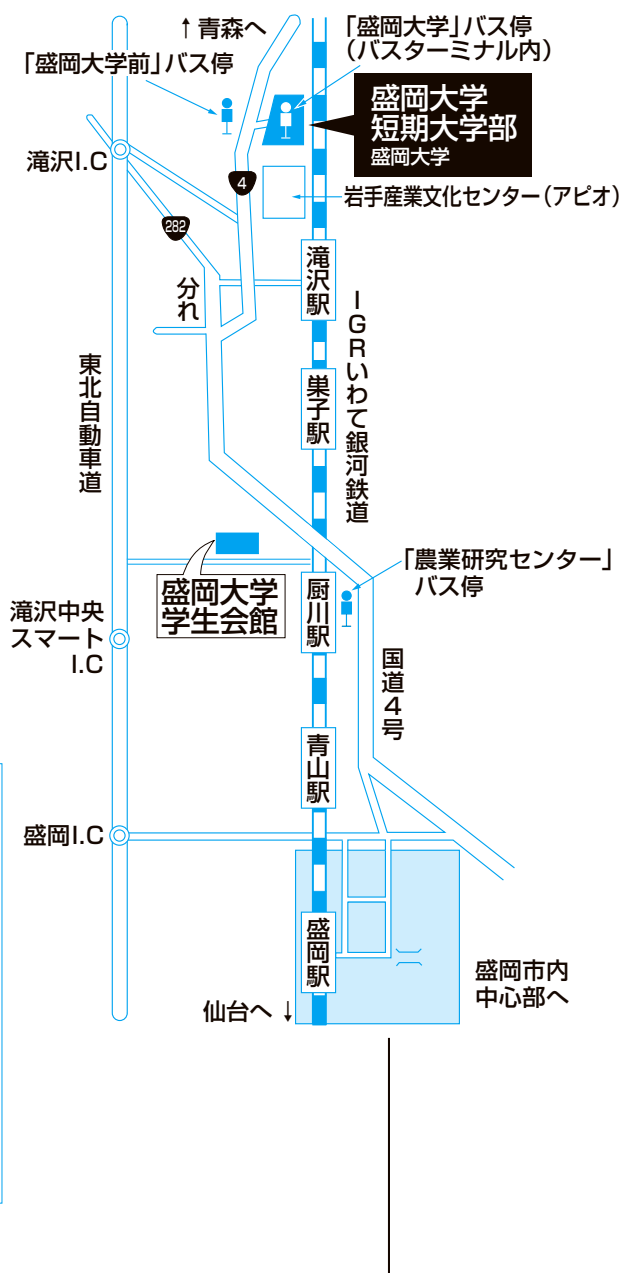 ↑青森へ
「盛岡大学」バス停
(バスターミナル内)
「盛岡大学前」バス停
盛岡大学
短期大学部
盛岡大学
滝沢I.C
4
岩手産業文化センター(アピオ)
282
滝沢駅
分れ
IGRいわて銀河鉄道
東北自動車道
巣子駅
「農業研究センター」
バス停
盛岡大学
学生会館
厨川駅
滝沢中央
スマート
I.C
国道4号
青山駅
盛岡I.C
盛岡駅
盛岡市内
中心部へ
仙台へ↓